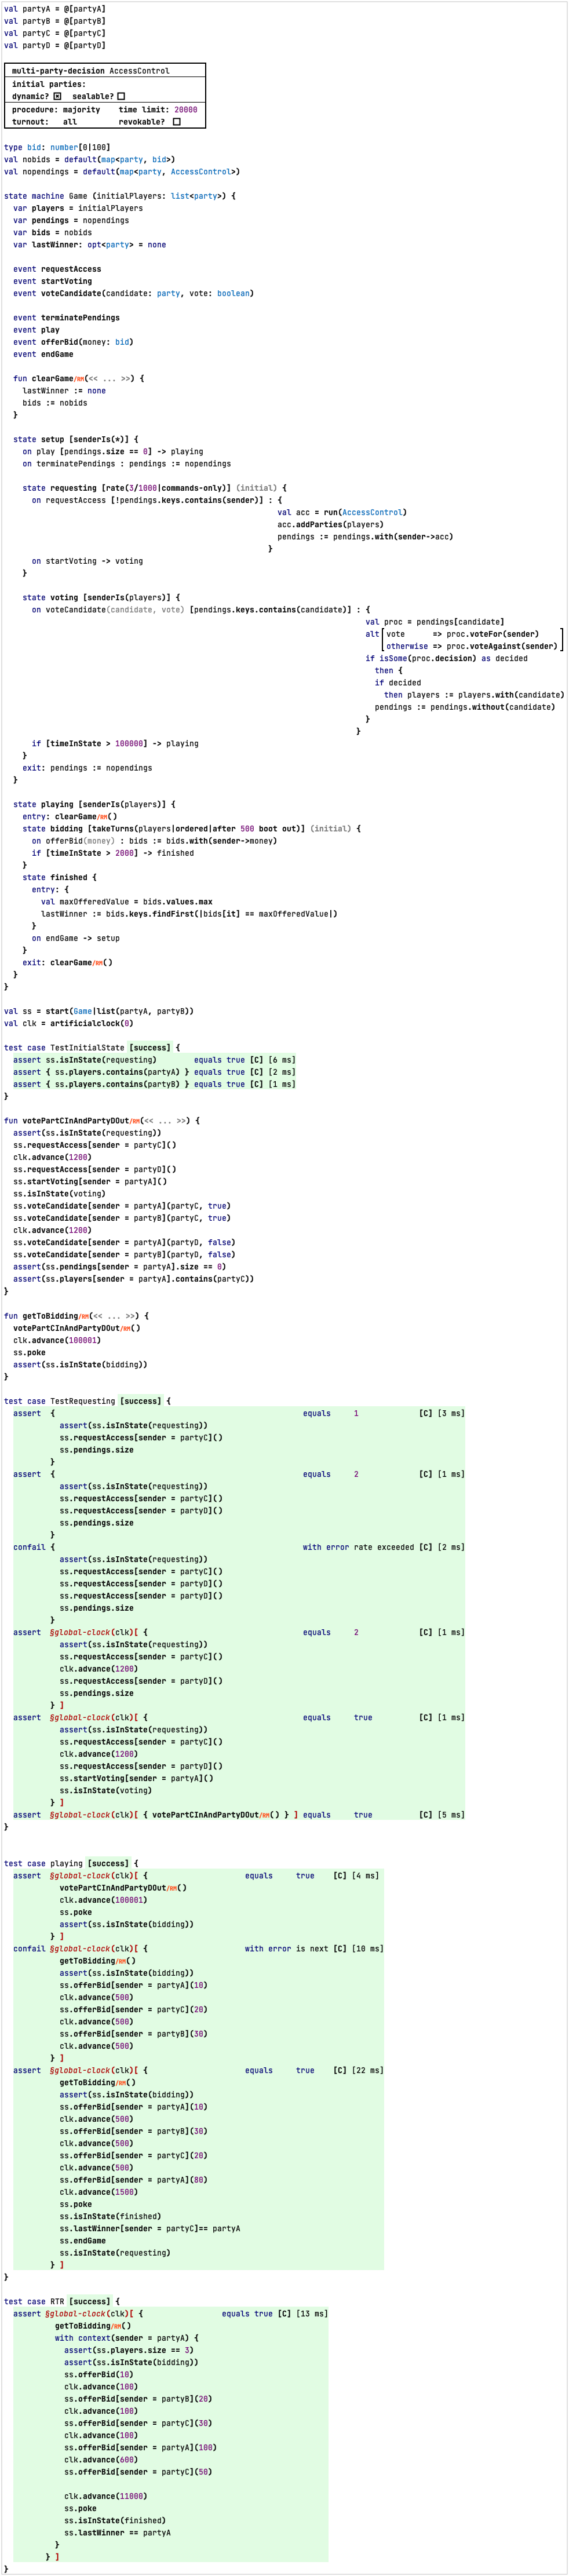 val partyA = @[partyA]
val partyB = @[partyB]
val partyC = @[partyC]
val partyD = @[partyD]
multi-party-decision AccessControl
initial parties:
dynamic? sealable?
procedure: majority time limit: 20000
turnout: all revokable?
type bid: number[0|100]
val nobids = default(map<party, bid>)
val nopendings = default(map<party, AccessControl>)
state machine Game (initialPlayers: list<party>) {
var players = initialPlayers
var pendings = nopendings
var bids = nobids
var lastWinner: opt<party> = none
event requestAccess
event startVoting
event voteCandidate(candidate: party, vote: boolean)
event terminatePendings
event play
event offerBid(money: bid)
event endGame
fun clearGame/RM(<< ... >>) {
lastWinner := none
bids := nobids
}
state setup [senderIs(*)] {
on play [pendings.size == 0] -> playing
on terminatePendings : pendings := nopendings
state requesting [rate(3/1000|commands-only)] (initial) {
on requestAccess [!pendings.keys.contains(sender)] : {
val acc = run(AccessControl)
acc.addParties(players)
pendings := pendings.with(sender->acc)
}
on startVoting -> voting
}
state voting [senderIs(players)] {
on voteCandidate(candidate, vote) [pendings.keys.contains(candidate)] : {
val proc = pendings[candidate]
alt[vote => proc.voteFor(sender)
otherwise => proc.voteAgainst(sender)]
if isSome(proc.decision) as decided
then {
if decided
then players := players.with(candidate)
pendings := pendings.without(candidate)
}
}
if [timeInState > 100000] -> playing
}
exit: pendings := nopendings
}
state playing [senderIs(players)] {
entry: clearGame/RM()
state bidding [takeTurns(players|ordered|after 500 boot out)] (initial) {
on offerBid(money) : bids := bids.with(sender->money)
if [timeInState > 2000] -> finished
}
state finished {
entry: {
val maxOfferedValue = bids.values.max
lastWinner := bids.keys.findFirst(|bids[it] == maxOfferedValue|)
}
on endGame -> setup
}
exit: clearGame/RM()
}
}
val ss = start(Game|list(partyA, partyB))
val clk = artificialclock(0)
test case TestInitialState [success] {
assert ss.isInState(requesting) equals true [C] [6 ms]
assert { ss.players.contains(partyA) } equals true [C] [2 ms]
assert { ss.players.contains(partyB) } equals true [C] [1 ms]
}
fun votePartCInAndPartyDOut/RM(<< ... >>) {
assert(ss.isInState(requesting))
ss.requestAccess[sender = partyC]()
clk.advance(1200)
ss.requestAccess[sender = partyD]()
ss.startVoting[sender = partyA]()
ss.isInState(voting)
ss.voteCandidate[sender = partyA](partyC, true)
ss.voteCandidate[sender = partyB](partyC, true)
clk.advance(1200)
ss.voteCandidate[sender = partyA](partyD, false)
ss.voteCandidate[sender = partyB](partyD, false)
assert(ss.pendings[sender = partyA].size == 0)
assert(ss.players[sender = partyA].contains(partyC))
}
fun getToBidding/RM(<< ... >>) {
votePartCInAndPartyDOut/RM()
clk.advance(100001)
ss.poke
assert(ss.isInState(bidding))
}
test case TestRequesting [success] {
assert { equals 1 [C] [3 ms]
assert(ss.isInState(requesting))
ss.requestAccess[sender = partyC]()
ss.pendings.size
}
assert { equals 2 [C] [1 ms]
assert(ss.isInState(requesting))
ss.requestAccess[sender = partyC]()
ss.requestAccess[sender = partyD]()
ss.pendings.size
}
confail { with error rate exceeded [C] [2 ms]
assert(ss.isInState(requesting))
ss.requestAccess[sender = partyC]()
ss.requestAccess[sender = partyD]()
ss.requestAccess[sender = partyD]()
ss.pendings.size
}
assert §global-clock(clk)[ { equals 2 [C] [1 ms]
assert(ss.isInState(requesting))
ss.requestAccess[sender = partyC]()
clk.advance(1200)
ss.requestAccess[sender = partyD]()
ss.pendings.size
} ]
assert §global-clock(clk)[ { equals true [C] [1 ms]
assert(ss.isInState(requesting))
ss.requestAccess[sender = partyC]()
clk.advance(1200)
ss.requestAccess[sender = partyD]()
ss.startVoting[sender = partyA]()
ss.isInState(voting)
} ]
assert §global-clock(clk)[ { votePartCInAndPartyDOut/RM() } ] equals true [C] [5 ms]
}
test case playing [success] {
assert §global-clock(clk)[ { equals true [C] [4 ms]
votePartCInAndPartyDOut/RM()
clk.advance(100001)
ss.poke
assert(ss.isInState(bidding))
} ]
confail §global-clock(clk)[ { with error is next [C] [10 ms]
getToBidding/RM()
assert(ss.isInState(bidding))
ss.offerBid[sender = partyA](10)
clk.advance(500)
ss.offerBid[sender = partyC](20)
clk.advance(500)
ss.offerBid[sender = partyB](30)
clk.advance(500)
} ]
assert §global-clock(clk)[ { equals true [C] [22 ms]
getToBidding/RM()
assert(ss.isInState(bidding))
ss.offerBid[sender = partyA](10)
clk.advance(500)
ss.offerBid[sender = partyB](30)
clk.advance(500)
ss.offerBid[sender = partyC](20)
clk.advance(500)
ss.offerBid[sender = partyA](80)
clk.advance(1500)
ss.poke
ss.isInState(finished)
ss.lastWinner[sender = partyC]== partyA
ss.endGame
ss.isInState(requesting)
} ]
}
test case RTR [success] {
assert §global-clock(clk)[ { equals true [C] [13 ms]
getToBidding/RM()
with context(sender = partyA) {
assert(ss.players.size == 3)
assert(ss.isInState(bidding))
ss.offerBid(10)
clk.advance(100)
ss.offerBid[sender = partyB](20)
clk.advance(100)
ss.offerBid[sender = partyC](30)
clk.advance(100)
ss.offerBid[sender = partyA](100)
clk.advance(600)
ss.offerBid[sender = partyC](50)
clk.advance(11000)
ss.poke
ss.isInState(finished)
ss.lastWinner == partyA
}
} ]
}